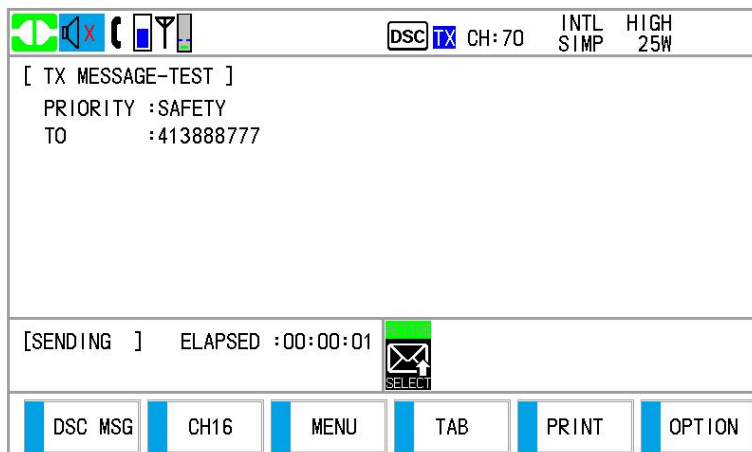 DSC TX CH:70 INTL HIGH
SIMP 25W
[ TX MESSAGE-TEST ]
PRIORITY :SAFETY
TO :413888777
[SENDING ] ELAPSED :00:00:01
SELECT
DSC MSG CH16 MENU TAB PRINT OPTION